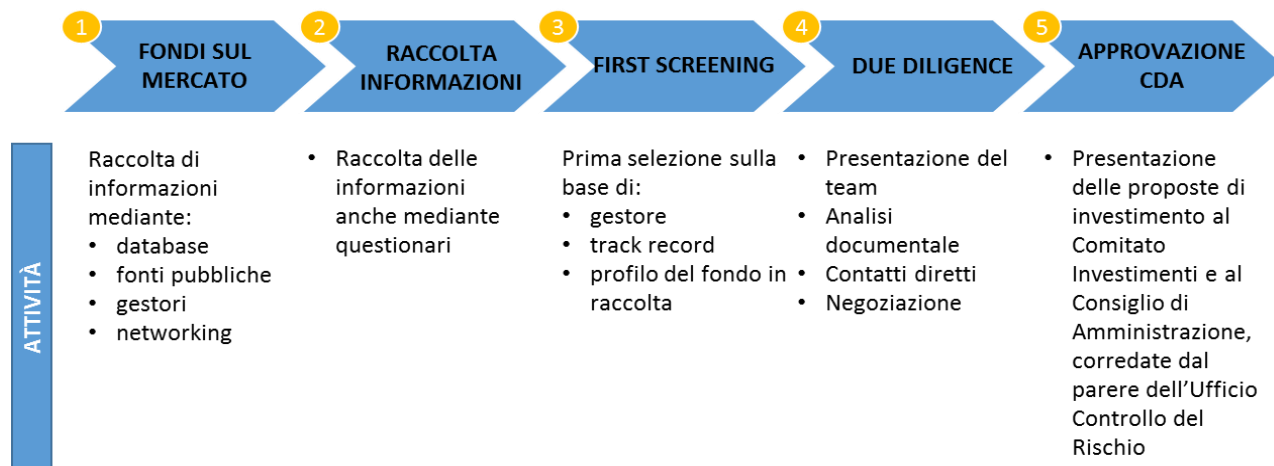 1
FONDI SUL
MERCATO
2
RACCOLTA
INFORMAZIONI
3
FIRST SCREENING
4
DUE DILIGENCE
5
APPROVAZIONE
CDA
ATTIVITÀ
Raccolta di
informazioni
mediante:
• database
• fonti pubbliche
• gestori
• networking
• Raccolta delle
informazioni
anche mediante
questionari
Prima selezione sulla
base di:
• gestore
• track record
• profilo del fondo in
raccolta
• Presentazione del
team
• Analisi
documentale
• Contatti diretti
• Negoziazione
• Presentazione
delle proposte di
investimento al
Comitato
Investimenti e al
Consiglio di
Amministrazione,
corredate dal
parere dell’Ufficio
Controllo del
Rischio